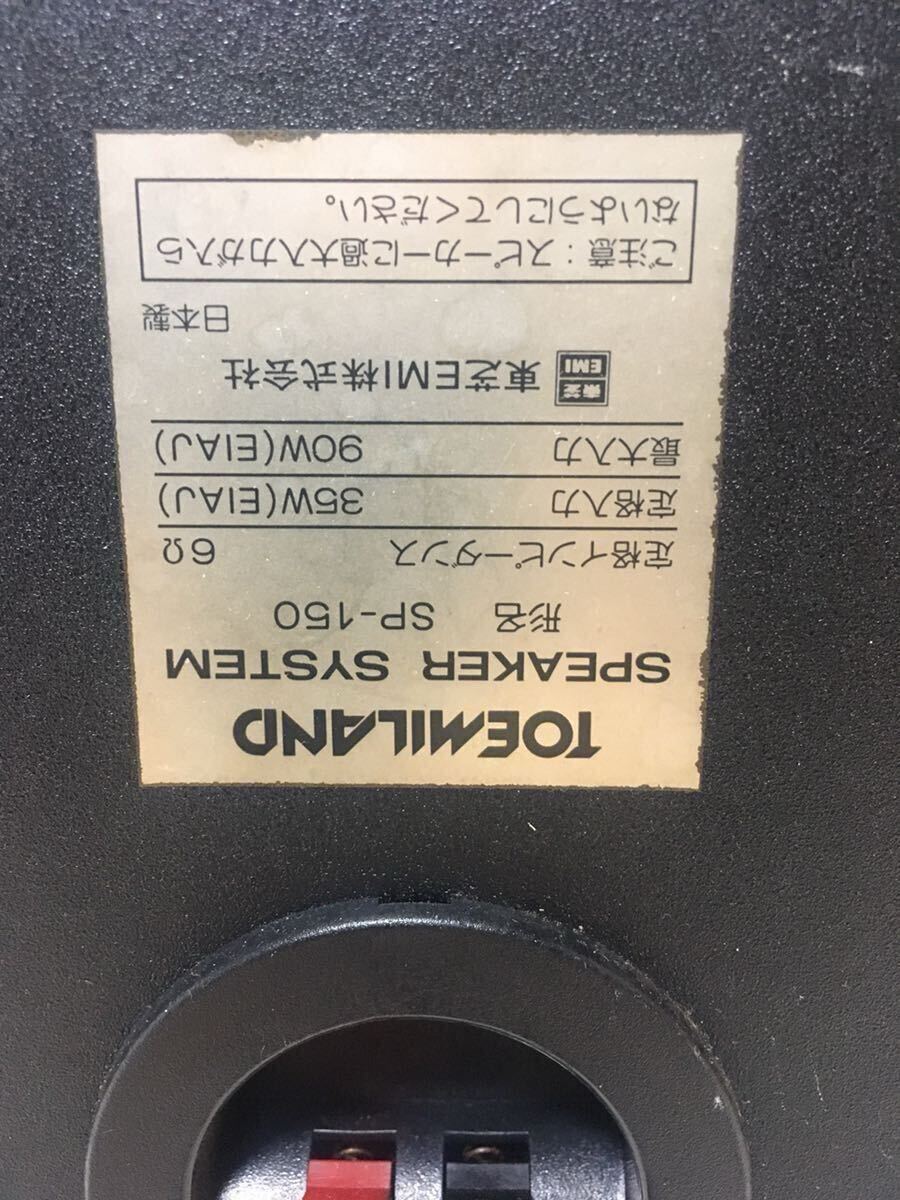 TOEMILAND
SPEAKER SYSTEM
形名 SP-150
定格インピーダンス 6Ω
定格入力 35W(EIAJ)
最大入力 90W(EIAJ)
東芝
EMI
東芝EMI株式会社
日本製
ご注意：スピーカーに過大入力が入ら
ないようにしてください。